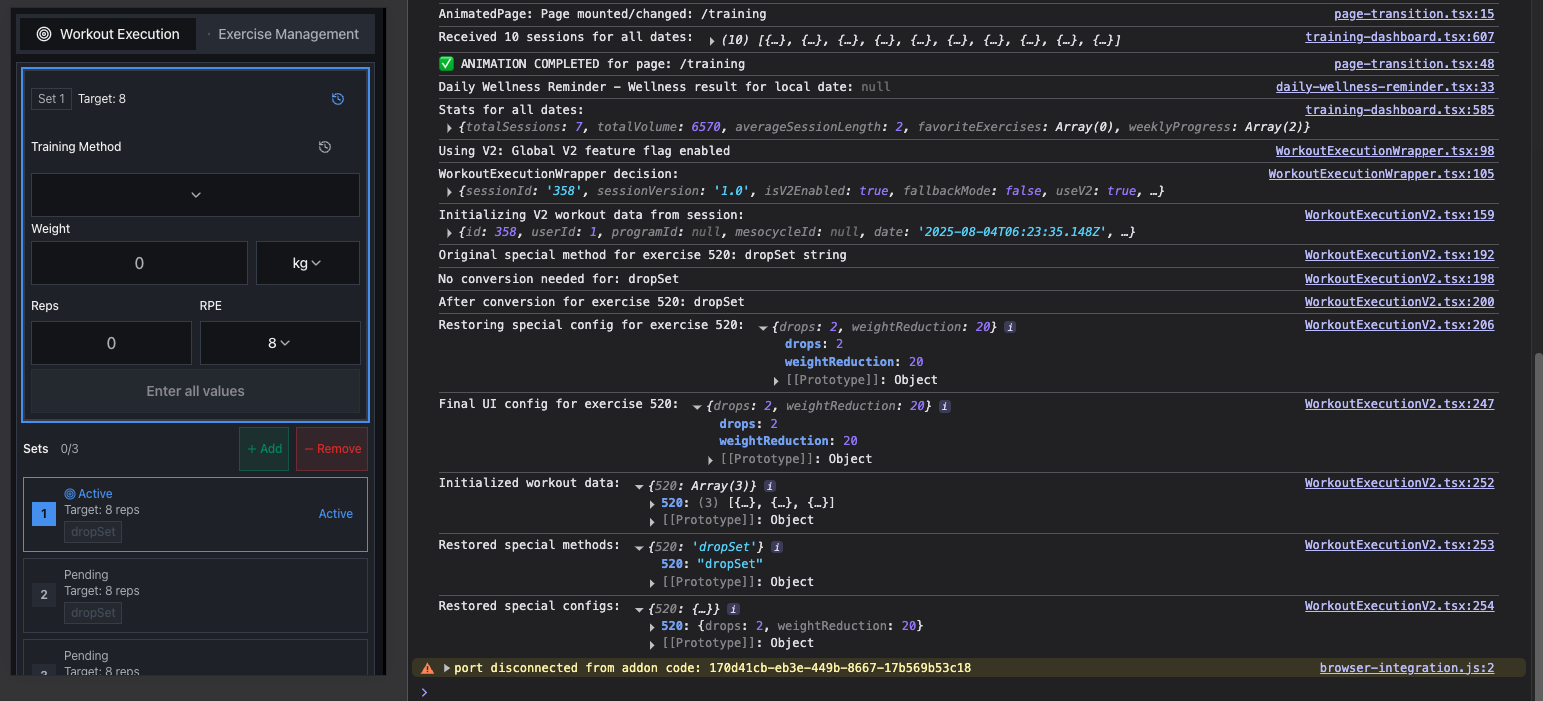 Workout Execution
Exercise Management
Set 1 Target: 8
Training Method
Weight
0 kg
Reps RPE
0 8
Enter all values
Sets 0/3 + Add − Remove
Active
1 Target: 8 reps Active
dropSet
Pending
2 Target: 8 reps
dropSet
Pending
Target: 8 reps
AnimatedPage: Page mounted/changed: /training page-transition.tsx:15
Received 10 sessions for all dates: ▶ (10) [{…}, {…}, {…}, {…}, {…}, {…}, {…}, {…}, {…}, {…}] training-dashboard.tsx:607
✅ ANIMATION COMPLETED for page: /training page-transition.tsx:48
Daily Wellness Reminder – Wellness result for local date: null daily-wellness-reminder.tsx:33
Stats for all dates: training-dashboard.tsx:585
▶ {totalSessions: 7, totalVolume: 6570, averageSessionLength: 2, favoriteExercises: Array(0), weeklyProgress: Array(2)}
Using V2: Global V2 feature flag enabled WorkoutExecutionWrapper.tsx:98
WorkoutExecutionWrapper decision: WorkoutExecutionWrapper.tsx:105
▶ {sessionId: '358', sessionVersion: '1.0', isV2Enabled: true, fallbackMode: false, useV2: true, …}
Initializing V2 workout data from session: WorkoutExecutionV2.tsx:159
▶ {id: 358, userId: 1, programId: null, mesocycleId: null, date: '2025-08-04T06:23:35.148Z', …}
Original special method for exercise 520: dropSet string WorkoutExecutionV2.tsx:192
No conversion needed for: dropSet WorkoutExecutionV2.tsx:198
After conversion for exercise 520: dropSet WorkoutExecutionV2.tsx:200
Restoring special config for exercise 520: ▼ {drops: 2, weightReduction: 20} i WorkoutExecutionV2.tsx:206
drops: 2
weightReduction: 20
▶ [[Prototype]]: Object
Final UI config for exercise 520: ▼ {drops: 2, weightReduction: 20} i WorkoutExecutionV2.tsx:247
drops: 2
weightReduction: 20
▶ [[Prototype]]: Object
Initialized workout data: ▼ {520: Array(3)} i WorkoutExecutionV2.tsx:252
▶ 520: (3) [{…}, {…}, {…}]
▶ [[Prototype]]: Object
Restored special methods: ▼ {520: 'dropSet'} i WorkoutExecutionV2.tsx:253
520: "dropSet"
▶ [[Prototype]]: Object
Restored special configs: ▼ {520: {…}} i WorkoutExecutionV2.tsx:254
▶ 520: {drops: 2, weightReduction: 20}
▶ [[Prototype]]: Object
▶ port disconnected from addon code: 170d41cb-eb3e-449b-8667-17b569b53c18 browser-integration.js:2